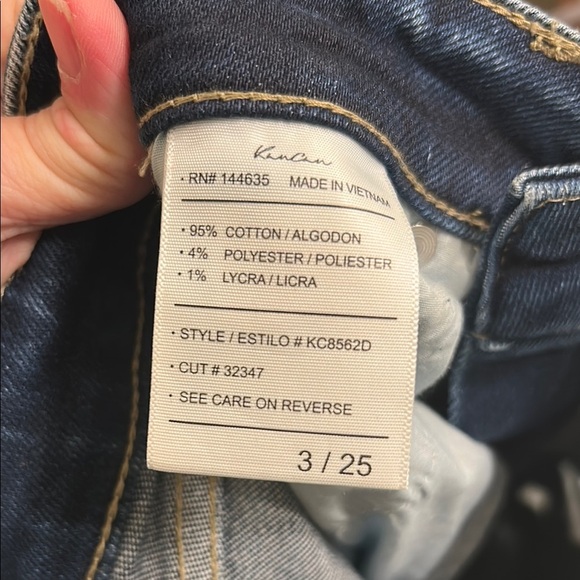 KanCan
· RN# 144635 MADE IN VIETNAM
· 95% COTTON / ALGODON
· 4% POLYESTER / POLIESTER
· 1% LYCRA / LICRA
· STYLE / ESTILO # KC8562D
· CUT # 32347
· SEE CARE ON REVERSE
3 / 25